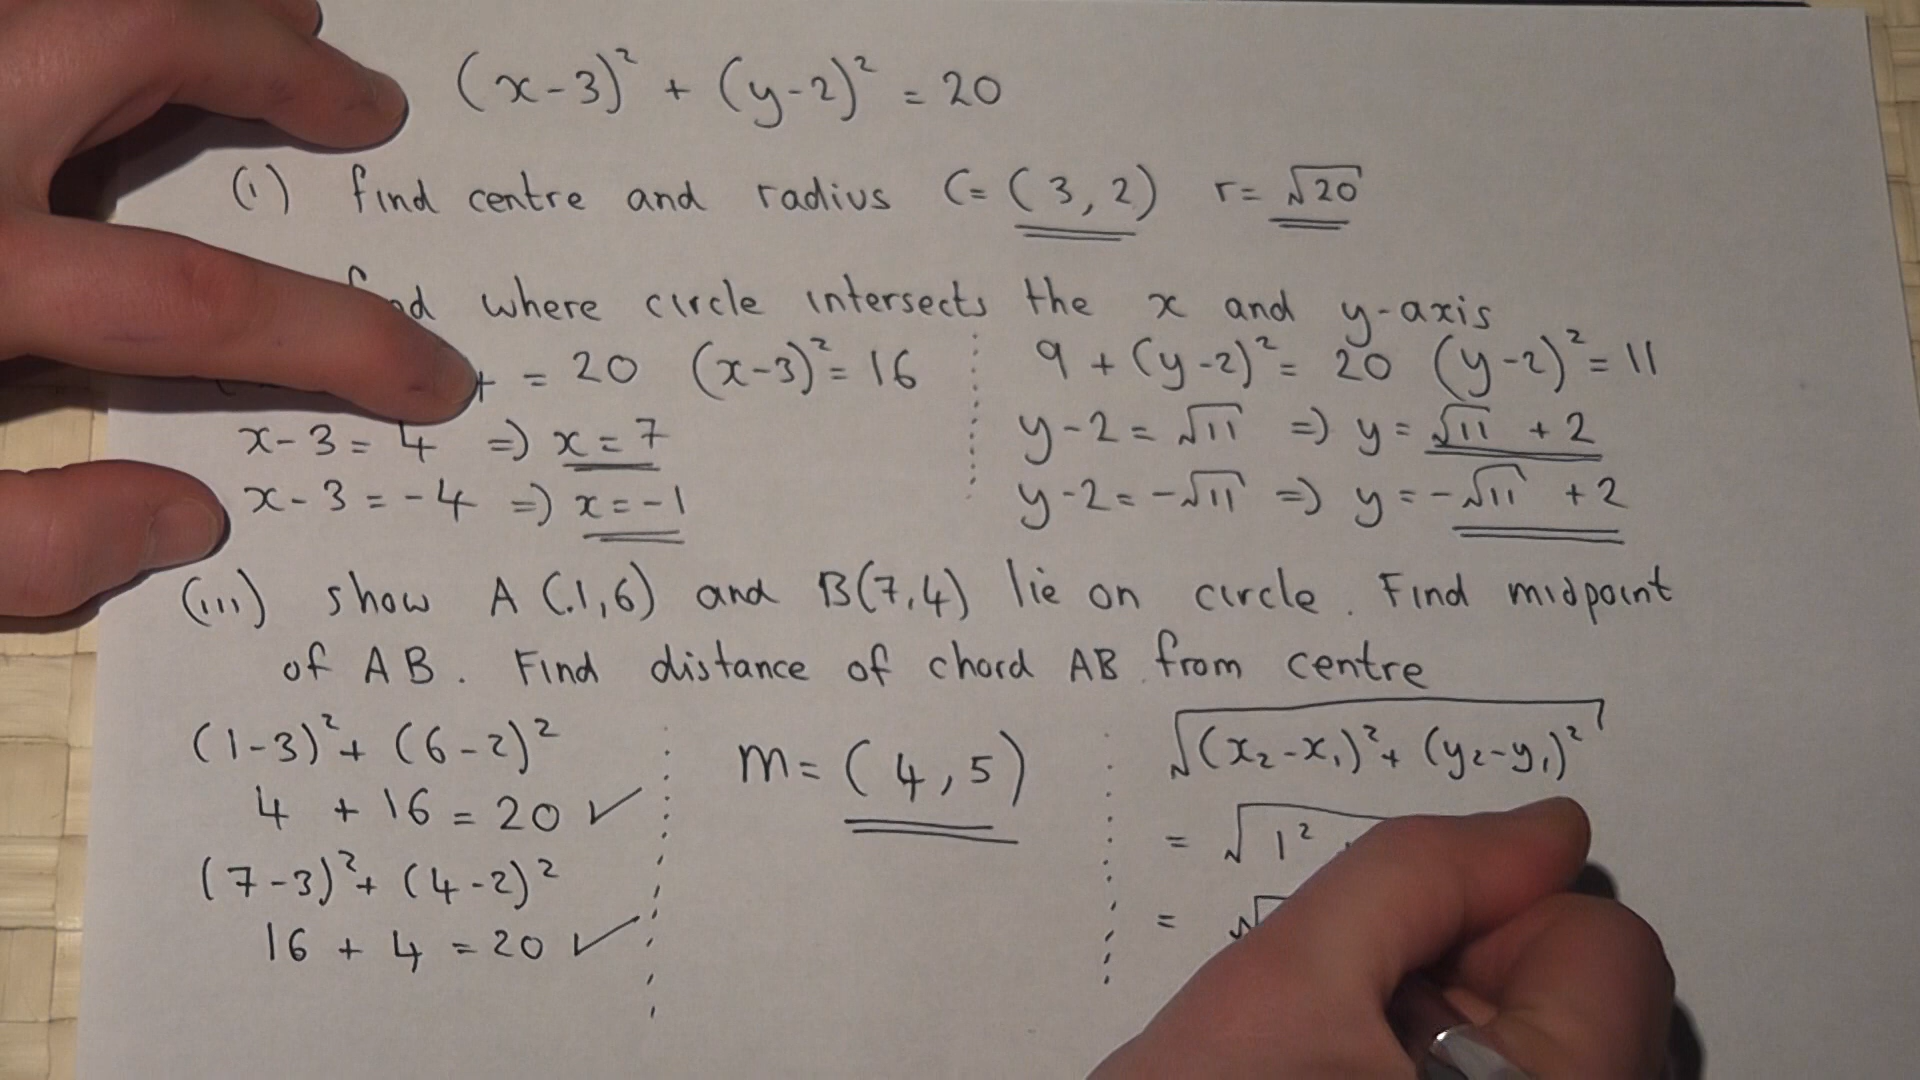 (x-3)² + (y-2)² = 20
(i) find centre and radius C= (3,2) r= √20
where circle intersects the x and y-axis
= 20 (x-3)² = 16
x-3 = 4 => x = 7
x-3 = -4 => x = -1
9 + (y-2)² = 20 (y-2)² = 11
y-2 = √11 => y = √11 + 2
y-2 = -√11 => y = -√11 + 2
(iii) show A (1,6) and B(7,4) lie on circle. Find midpoint
of AB. Find distance of chord AB from centre
(1-3)² + (6-2)²
4 + 16 = 20 ✓
(7-3)² + (4-2)²
16 + 4 = 20 ✓
m = (4,5)
√(x₂-x₁)² + (y₂-y₁)²
= √1²
= √